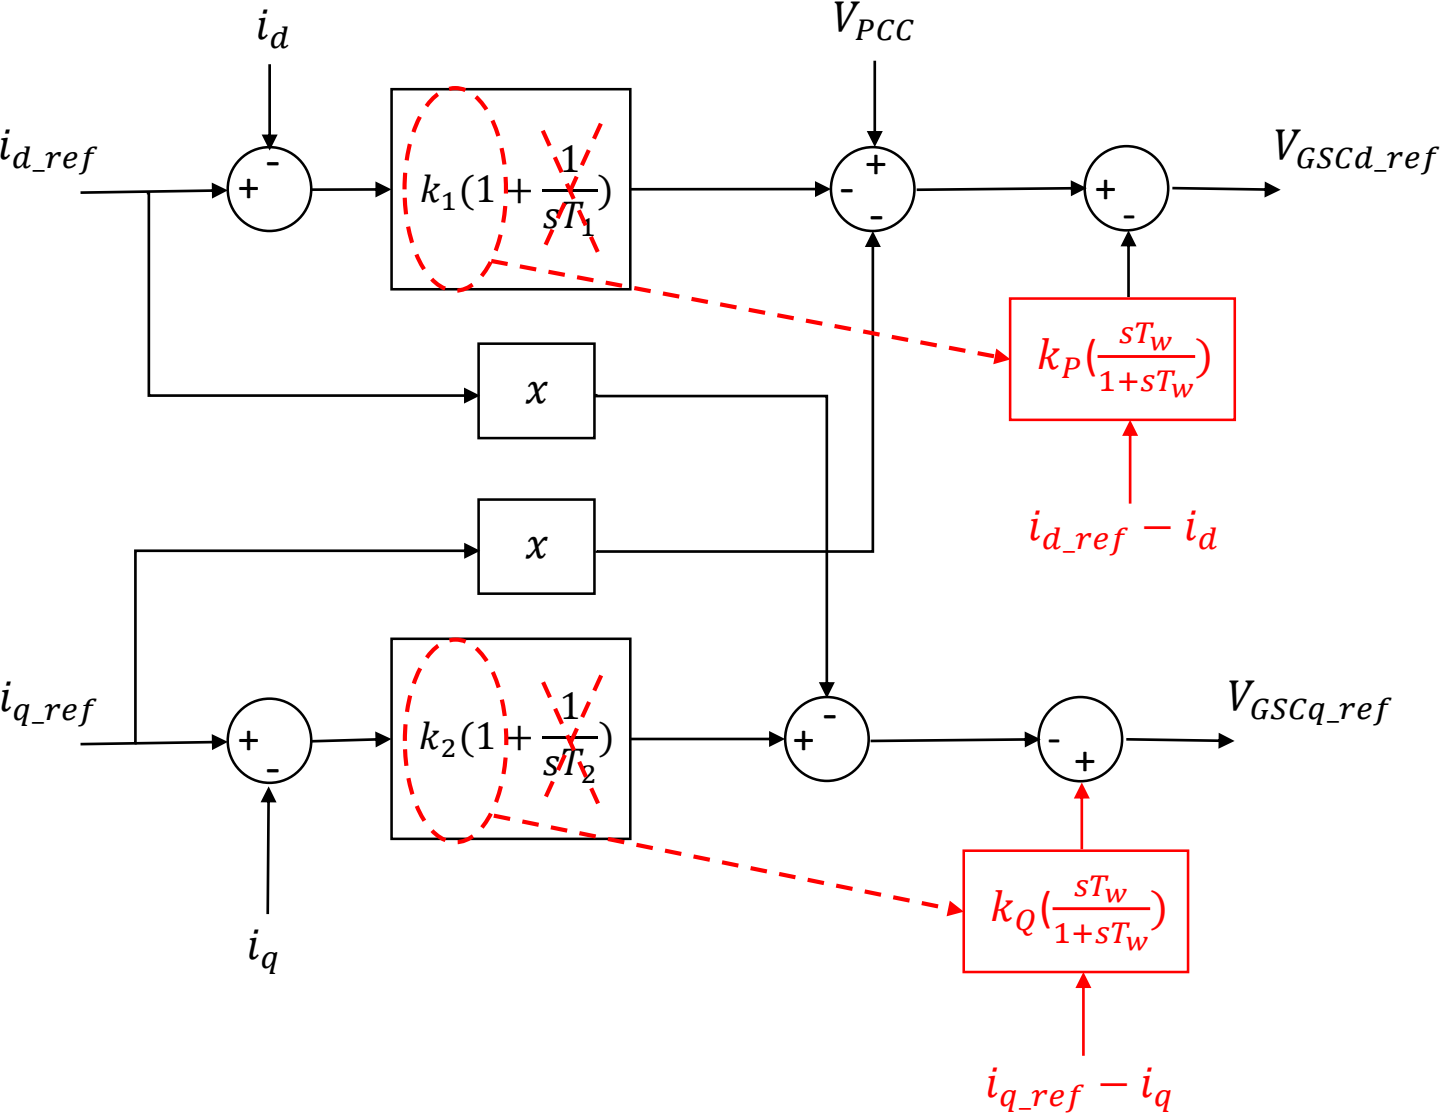 i_d
V_PCC
i_d_ref
+ -
k_1(1 + 1/(sT_1))
- + -
+ -
V_GSCd_ref
x
k_P(sT_w/(1+sT_w))
i_d_ref − i_d
x
i_q_ref
+ -
k_2(1 + 1/(sT_2))
+ -
- +
V_GSCq_ref
k_Q(sT_w/(1+sT_w))
i_q
i_q_ref − i_q